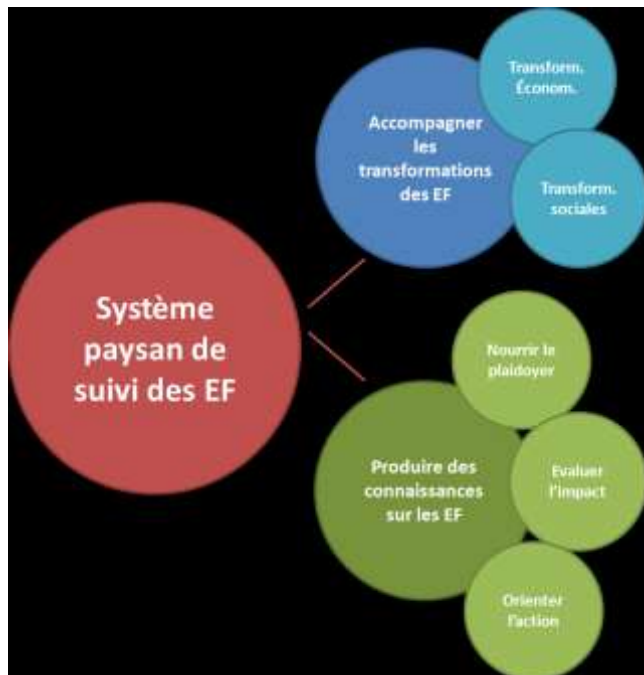 Système
paysan de
suivi des EF
Accompagner
les
transformations
des EF
Transform.
Économ.
Transform.
sociales
Produire des
connaissances
sur les EF
Nourrir le
plaidoyer
Evaluer
l'impact
Orienter
l'action